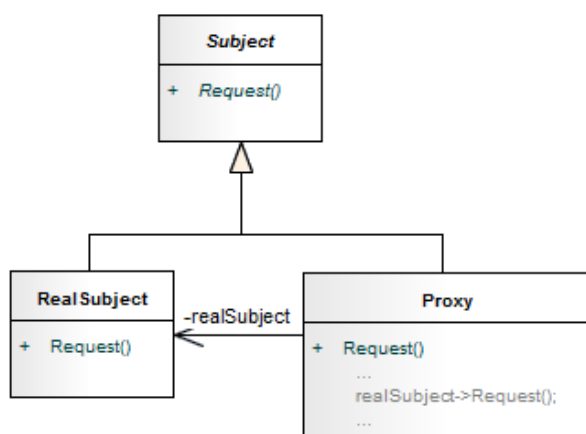 Subject
+ Request()
RealSubject
+ Request()
-realSubject
Proxy
+ Request()
...
realSubject->Request();
...